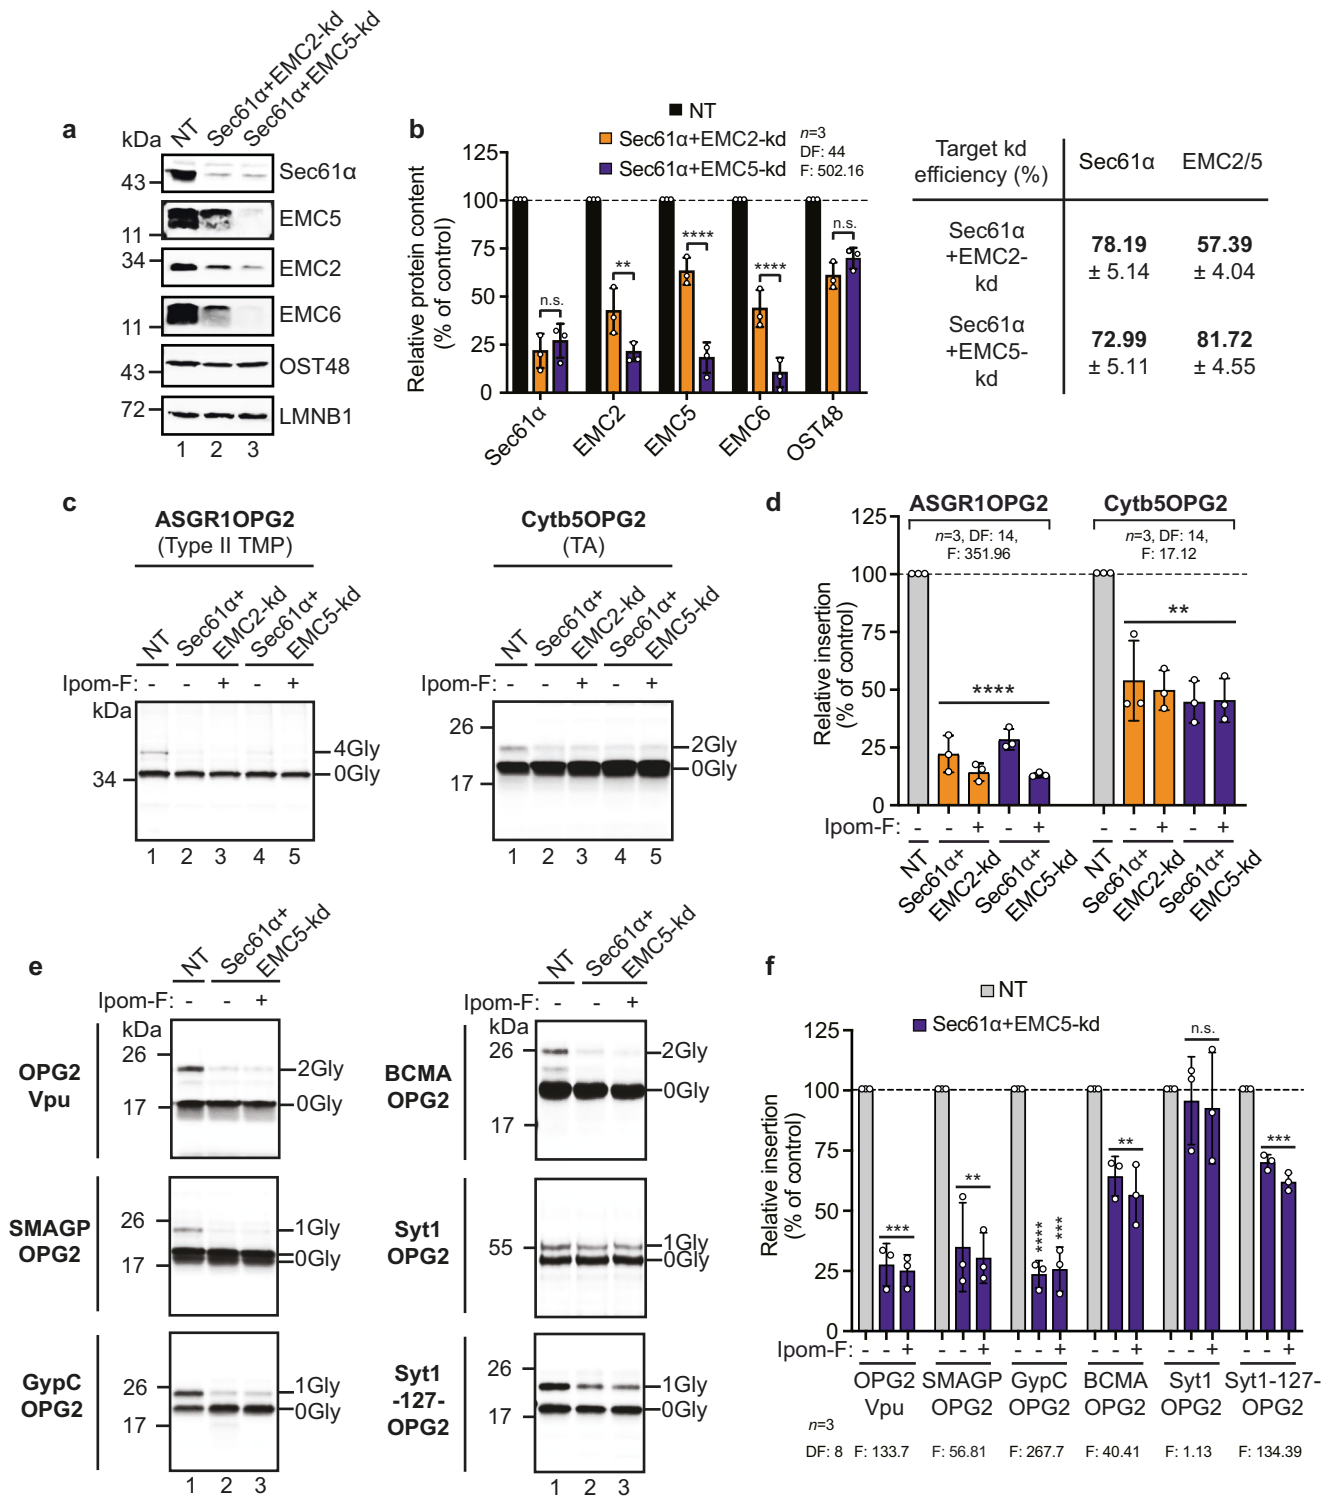 a
kDa
NT
Sec61α+EMC2-kd
Sec61α+EMC5-kd
43
Sec61α
11
EMC5
34
EMC2
11
EMC6
43
OST48
72
LMNB1
1 2 3
b
NT
Sec61α+EMC2-kd
Sec61α+EMC5-kd
n=3
DF: 44
F: 502.16
Relative protein content
(% of control)
125
100
75
50
25
0
n.s.
**
****
****
n.s.
Sec61α
EMC2
EMC5
EMC6
OST48
Target kd
efficiency (%)
Sec61α
EMC2/5
Sec61α
+EMC2-
kd
78.19
± 5.14
57.39
± 4.04
Sec61α
+EMC5-
kd
72.99
± 5.11
81.72
± 4.55
c
ASGR1OPG2
(Type II TMP)
NT
Sec61α+
EMC2-kd
Sec61α+
EMC5-kd
Ipom-F: - - + - +
kDa
34
4Gly
0Gly
1 2 3 4 5
Cytb5OPG2
(TA)
NT
Sec61α+
EMC2-kd
Sec61α+
EMC5-kd
Ipom-F: - - + - +
26
17
2Gly
0Gly
1 2 3 4 5
d
Relative insertion
(% of control)
125
100
75
50
25
0
ASGR1OPG2
n=3, DF: 14,
F: 351.96
Cytb5OPG2
n=3, DF: 14,
F: 17.12
****
**
Ipom-F: - - + - + - - + - +
NT
Sec61α+
EMC2-kd
Sec61α+
EMC5-kd
NT
Sec61α+
EMC2-kd
Sec61α+
EMC5-kd
e
NT
Sec61α+
EMC5-kd
Ipom-F: - - +
kDa
OPG2
Vpu
26
17
2Gly
0Gly
SMAGP
OPG2
26
17
1Gly
0Gly
GypC
OPG2
26
17
1Gly
0Gly
1 2 3
NT
Sec61α+
EMC5-kd
Ipom-F: - - +
kDa
BCMA
OPG2
26
17
2Gly
0Gly
Syt1
OPG2
55
1Gly
0Gly
Syt1
-127-
OPG2
26
17
1Gly
0Gly
1 2 3
f
NT
Sec61α+EMC5-kd
Relative insertion
(% of control)
125
100
75
50
25
0
***
**
****
***
**
n.s.
***
Ipom-F: - - + - - + - - + - - + - - + - - +
OPG2 SMAGP GypC BCMA Syt1 Syt1-127-
Vpu OPG2 OPG2 OPG2 OPG2 OPG2
n=3
DF: 8 F: 133.7 F: 56.81 F: 267.7 F: 40.41 F: 1.13 F: 134.39